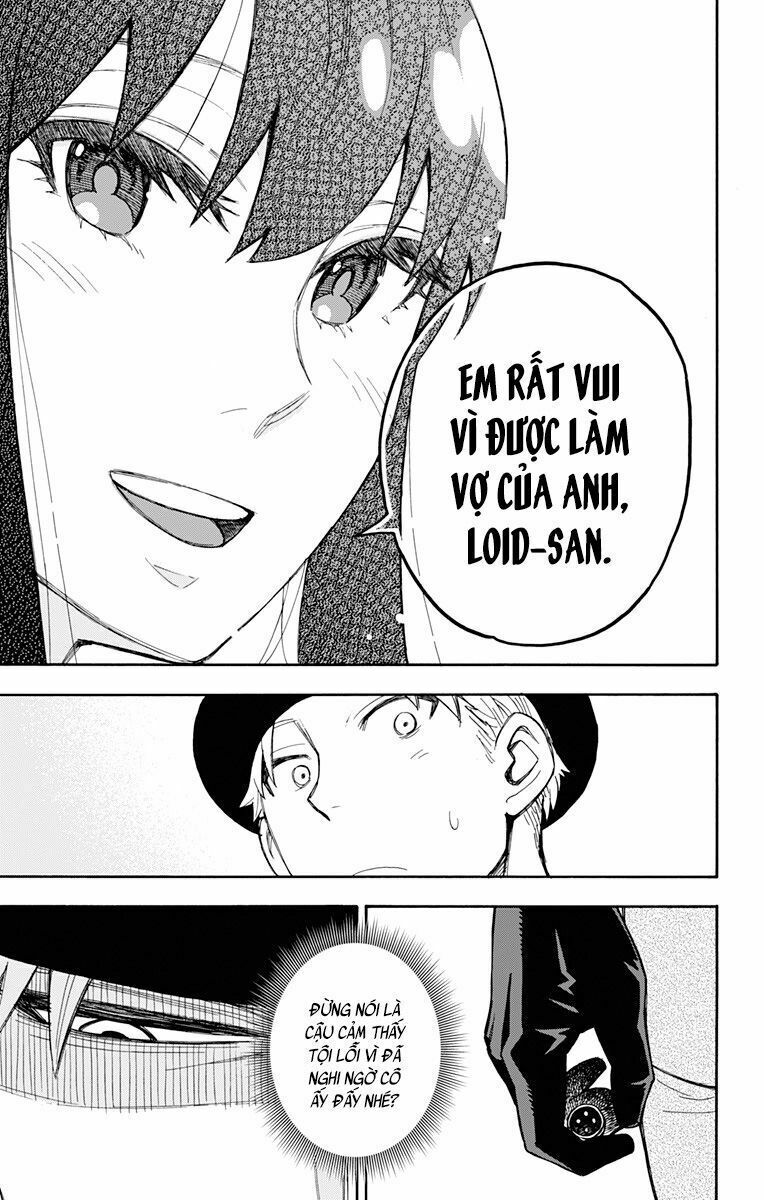 EM RẤT VUI
VÌ ĐƯỢC LÀM
VỢ CỦA ANH,
LOID-SAN.
ĐỪNG NÓI LÀ
CẬU CẢM THẤY
TỘI LỖI VÌ ĐÃ
NGHI NGỜ CÔ
ẤY ĐẤY NHÉ?